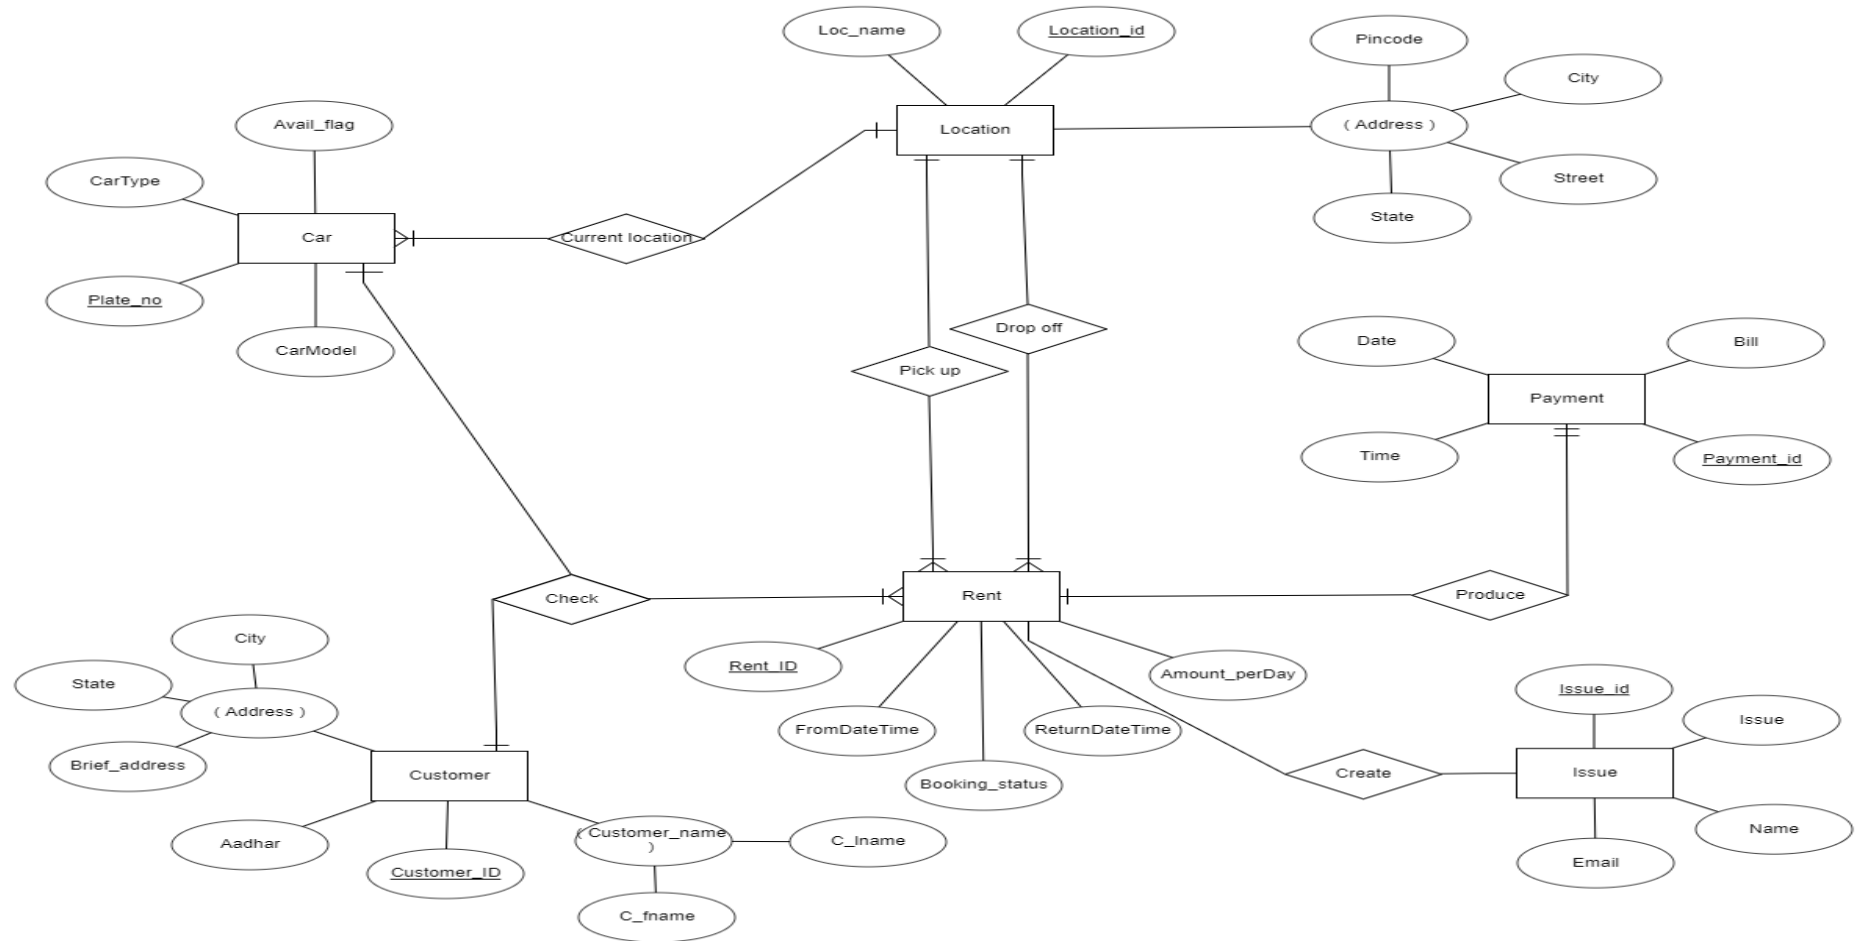 Loc_name
Location_id
Pincode
City
Avail_flag
( Address )
Location
CarType
Street
State
Car
Current location
Plate_no
Drop off
Date
Bill
CarModel
Pick up
Payment
Time
Payment_id
Check
Rent
Produce
City
Rent_ID
Amount_perDay
State
Issue_id
( Address )
Issue
FromDateTime
ReturnDateTime
Brief_address
Customer
Create
Issue
Booking_status
( Customer_name
)
C_lname
Name
Aadhar
Email
Customer_ID
C_fname